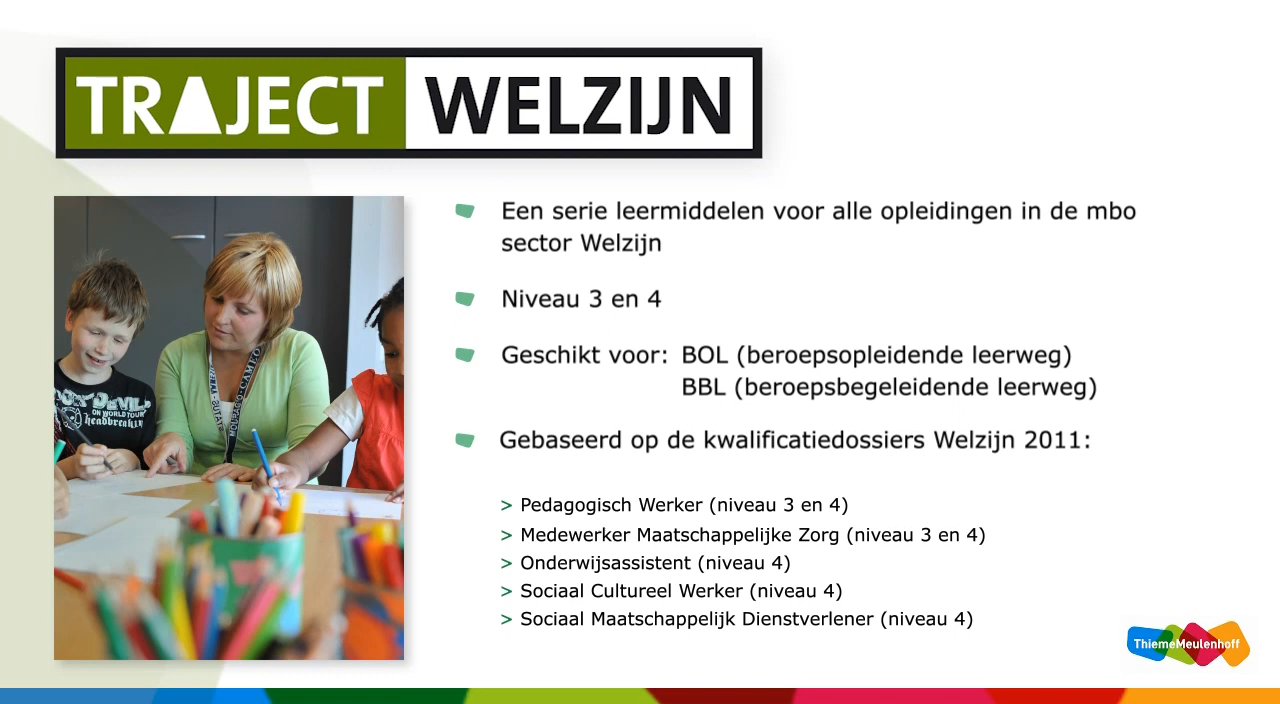 TRAJECT WELZIJN
Een serie leermiddelen voor alle opleidingen in de mbo
sector Welzijn
Niveau 3 en 4
Geschikt voor: BOL (beroepsopleidende leerweg)
BBL (beroepsbegeleidende leerweg)
Gebaseerd op de kwalificatiedossiers Welzijn 2011:
> Pedagogisch Werker (niveau 3 en 4)
> Medewerker Maatschappelijke Zorg (niveau 3 en 4)
> Onderwijsassistent (niveau 4)
> Sociaal Cultureel Werker (niveau 4)
> Sociaal Maatschappelijk Dienstverlener (niveau 4)
ON WORLD TOUR
ThiemeMeulenhoff